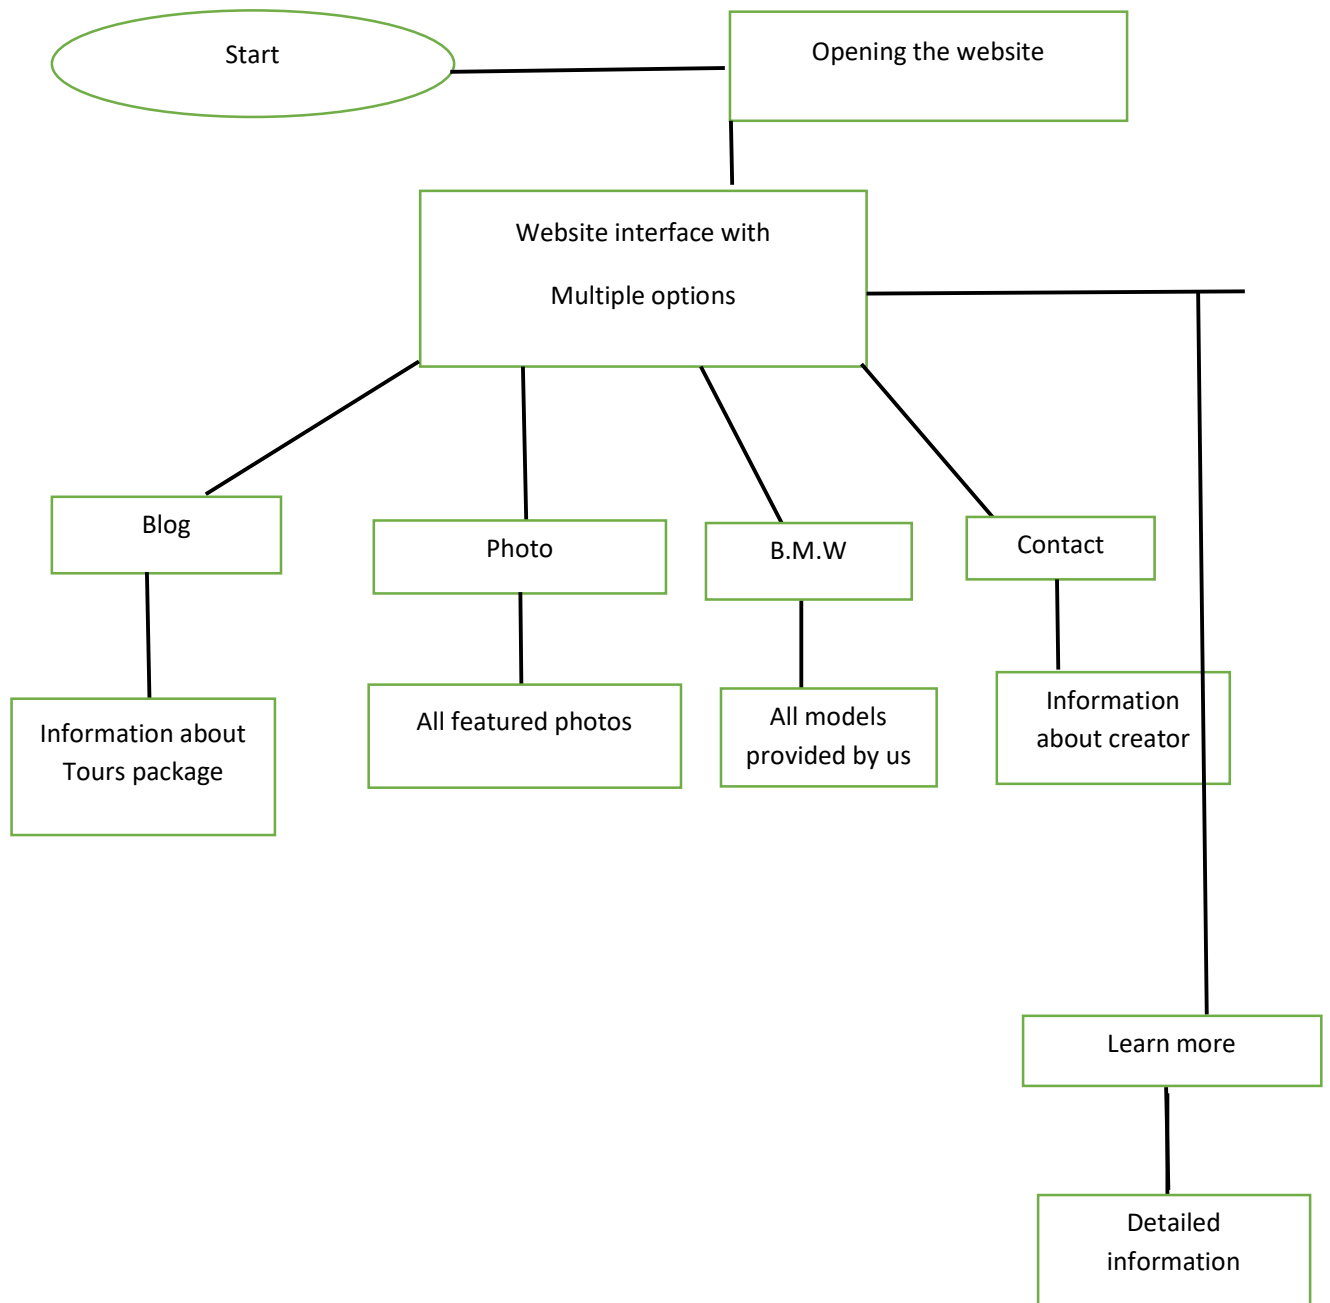 Start
Opening the website
Website interface with
Multiple options
Blog
Photo
B.M.W
Contact
Information about
Tours package
All featured photos
All models
provided by us
Information
about creator
Learn more
Detailed
information